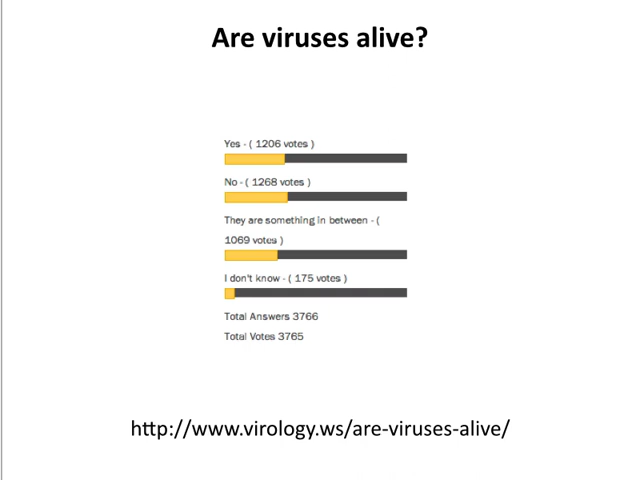 Are viruses alive?
Yes - ( 1206 votes )
No - ( 1268 votes )
They are something in between - (
1069 votes )
I don't know - ( 175 votes )
Total Answers 3766
Total Votes 3765
http://www.virology.ws/are-viruses-alive/